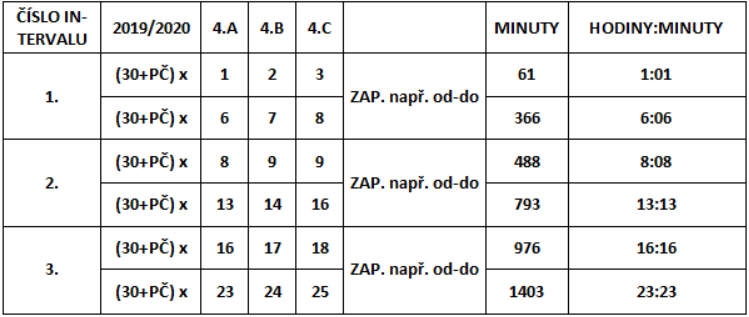 ČÍSLO IN-
TERVALU 2019/2020 4.A 4.B 4.C MINUTY HODINY:MINUTY
1. (30+PČ) x 1 2 3 ZAP. např. od-do 61 1:01
(30+PČ) x 6 7 8 366 6:06
2. (30+PČ) x 8 9 9 ZAP. např. od-do 488 8:08
(30+PČ) x 13 14 16 793 13:13
3. (30+PČ) x 16 17 18 ZAP. např. od-do 976 16:16
(30+PČ) x 23 24 25 1403 23:23